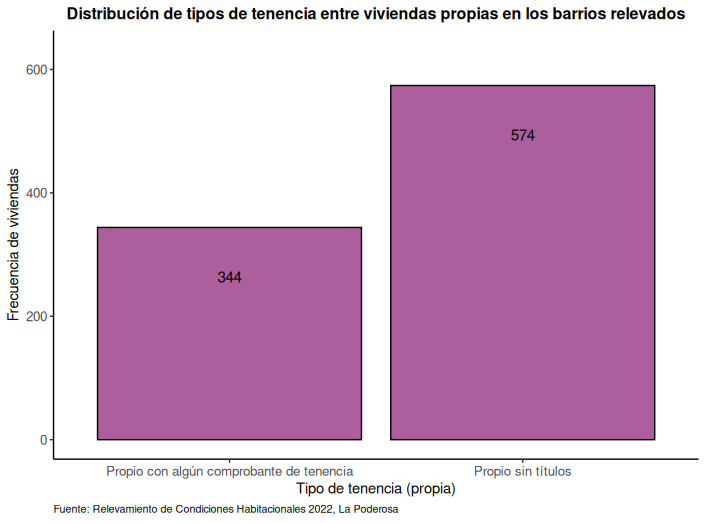 Distribución de tipos de tenencia entre viviendas propias en los barrios relevados
600
400
200
0
Frecuencia de viviendas
344
574
Propio con algún comprobante de tenencia
Propio sin títulos
Tipo de tenencia (propia)
Fuente: Relevamiento de Condiciones Habitacionales 2022, La Poderosa